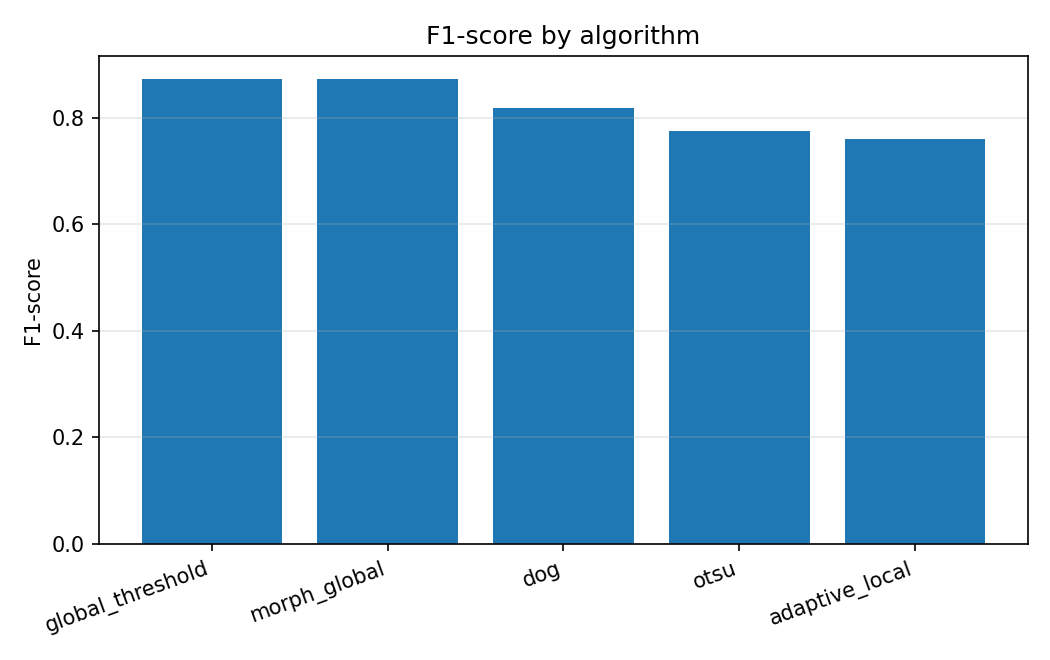 F1-score by algorithm
F1-score
0.8
0.6
0.4
0.2
0.0
global_threshold
morph_global
dog
otsu
adaptive_local